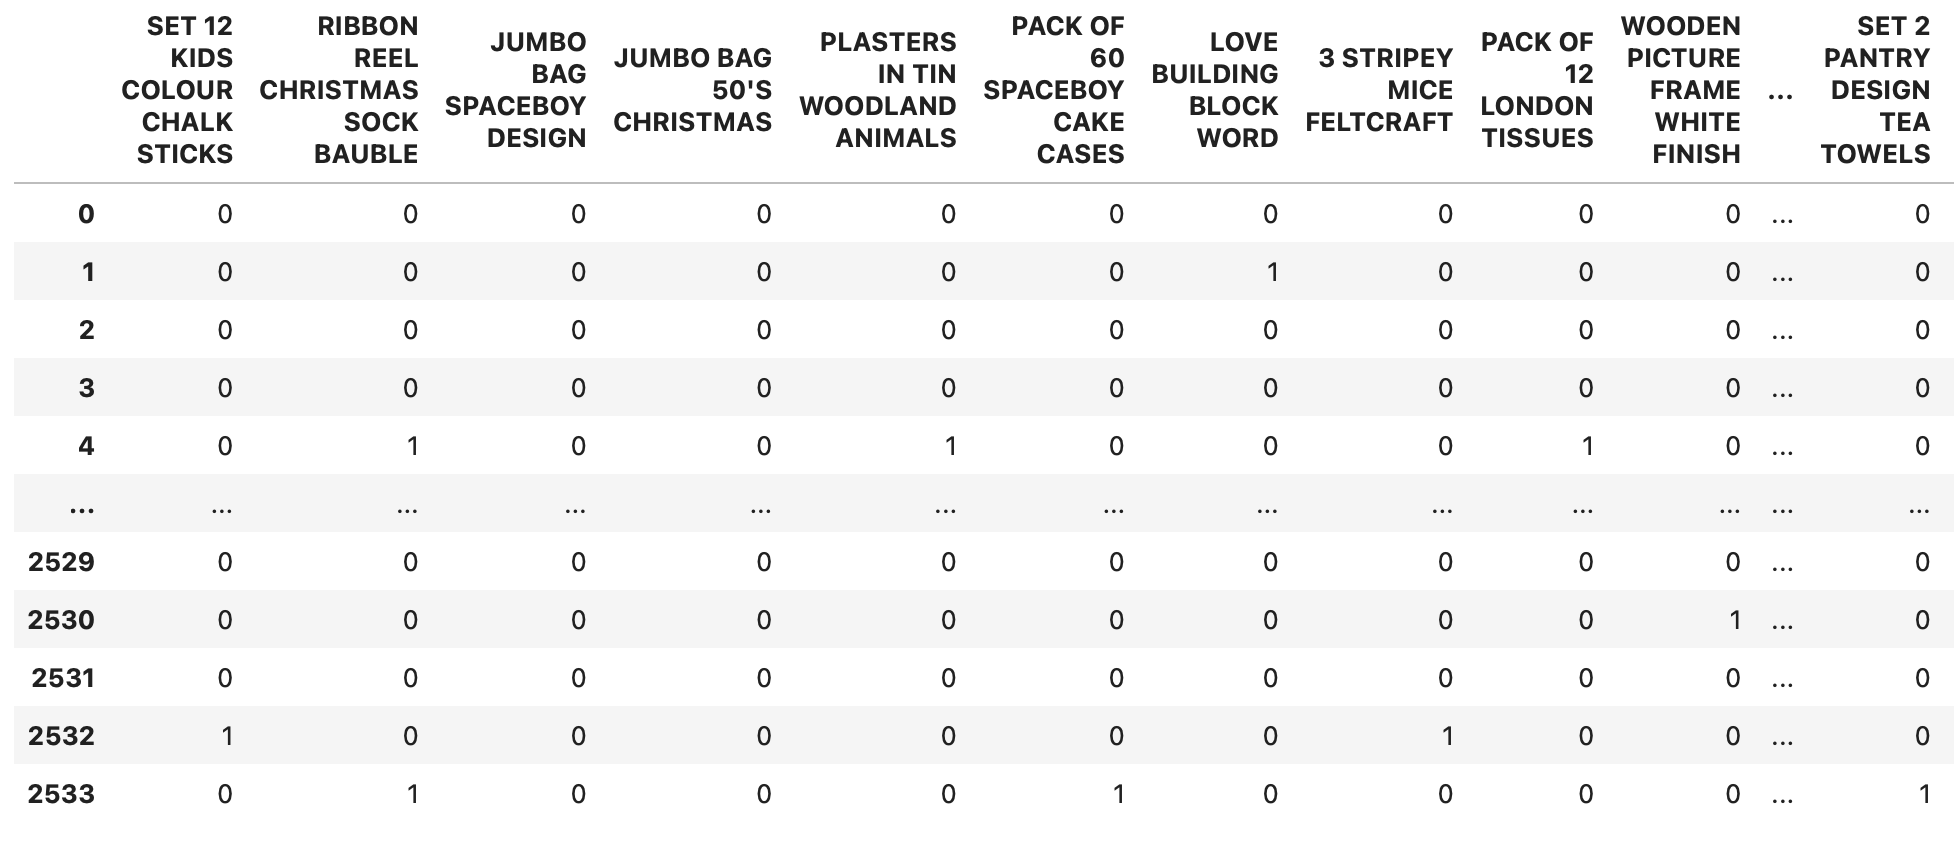 SET 12 KIDS COLOUR CHALK STICKS RIBBON REEL CHRISTMAS SOCK BAUBLE JUMBO BAG SPACEBOY DESIGN JUMBO BAG 50'S CHRISTMAS PLASTERS IN TIN WOODLAND ANIMALS PACK OF 60 SPACEBOY CAKE CASES LOVE BUILDING BLOCK WORD 3 STRIPEY MICE FELTCRAFT PACK OF 12 LONDON TISSUES WOODEN PICTURE FRAME WHITE FINISH ... SET 2 PANTRY DESIGN TEA TOWELS
0 0 0 0 0 0 0 0 0 0 0 ... 0
1 0 0 0 0 0 0 1 0 0 0 ... 0
2 0 0 0 0 0 0 0 0 0 0 ... 0
3 0 0 0 0 0 0 0 0 0 0 ... 0
4 0 1 0 0 1 0 0 0 1 0 ... 0
... ... ... ... ... ... ... ... ... ... ... ... ...
2529 0 0 0 0 0 0 0 0 0 0 ... 0
2530 0 0 0 0 0 0 0 0 0 1 ... 0
2531 0 0 0 0 0 0 0 0 0 0 ... 0
2532 1 0 0 0 0 0 0 1 0 0 ... 0
2533 0 1 0 0 0 1 0 0 0 0 ... 1